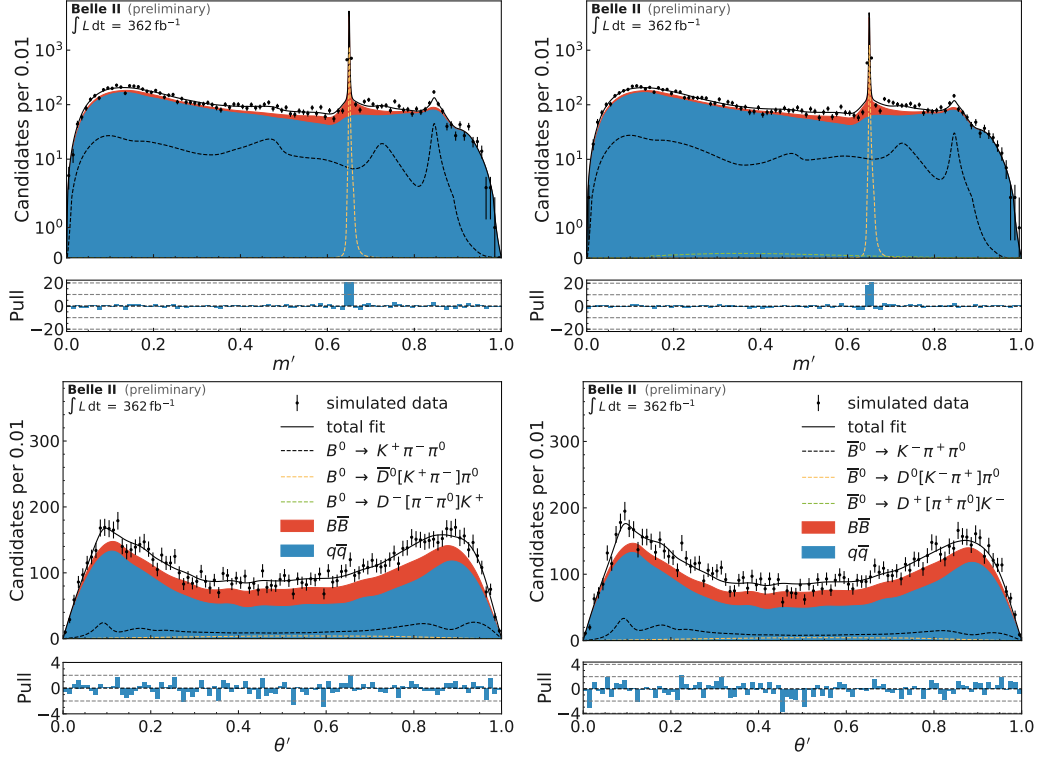 Belle II (preliminary)
∫ L dt = 362 fb⁻¹
Candidates per 0.01
10³
10²
10¹
10⁰
0
Pull
20
0
−20
0.0 0.2 0.4 0.6 0.8 1.0
m′
Belle II (preliminary)
∫ L dt = 362 fb⁻¹
Candidates per 0.01
10³
10²
10¹
10⁰
0
Pull
20
0
−20
0.0 0.2 0.4 0.6 0.8 1.0
m′
Belle II (preliminary)
∫ L dt = 362 fb⁻¹
Candidates per 0.01
300
200
100
0
simulated data
total fit
B⁰ → K⁺π⁻π⁰
B⁰ → D̅⁰[K⁺π⁻]π⁰
B⁰ → D⁻[π⁻π⁰]K⁺
BB̅
qq̅
Pull
4
2
0
−2
−4
0.0 0.2 0.4 0.6 0.8 1.0
θ′
Belle II (preliminary)
∫ L dt = 362 fb⁻¹
Candidates per 0.01
300
200
100
0
simulated data
total fit
B̅⁰ → K⁻π⁺π⁰
B̅⁰ → D⁰[K⁻π⁺]π⁰
B̅⁰ → D⁺[π⁺π⁰]K⁻
BB̅
qq̅
Pull
4
2
0
−2
−4
0.0 0.2 0.4 0.6 0.8 1.0
θ′